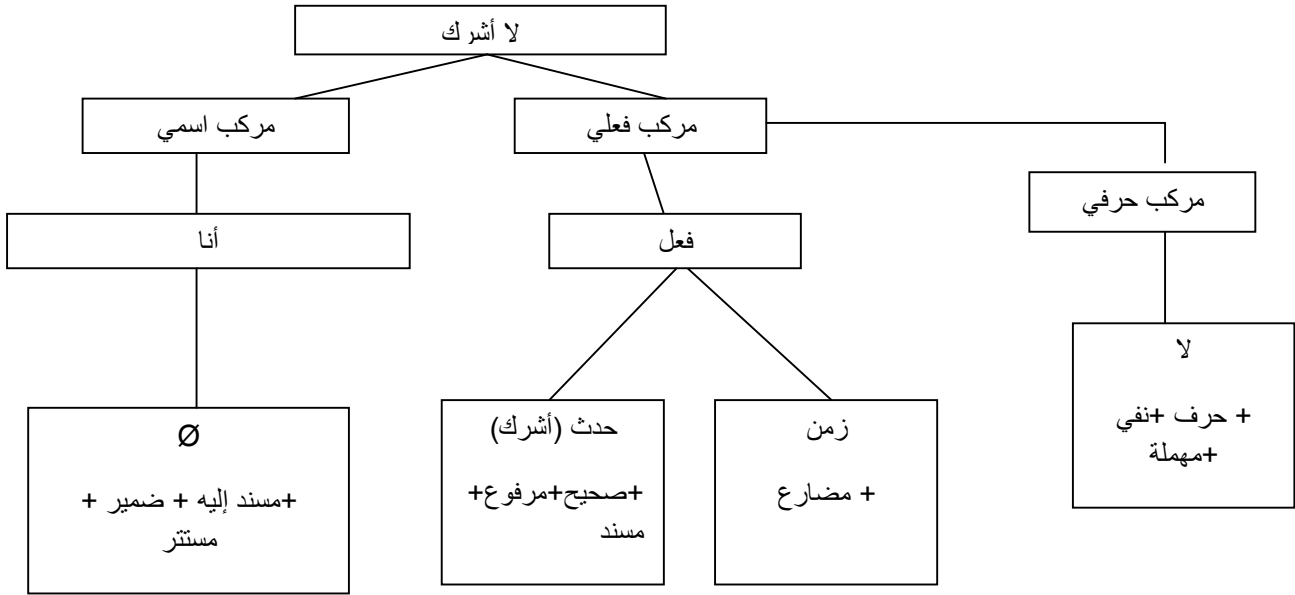 لا أشرك
مركب فعلي
مركب اسمي
مركب حرفي
فعل
أنا
لا
+ حرف +نفي
+مهملة
زمن
+ مضارع
حدث (أشرك)
+صحيح+مرفوع+
مسند
Ø
+مسند إليه + ضمير +
مستتر